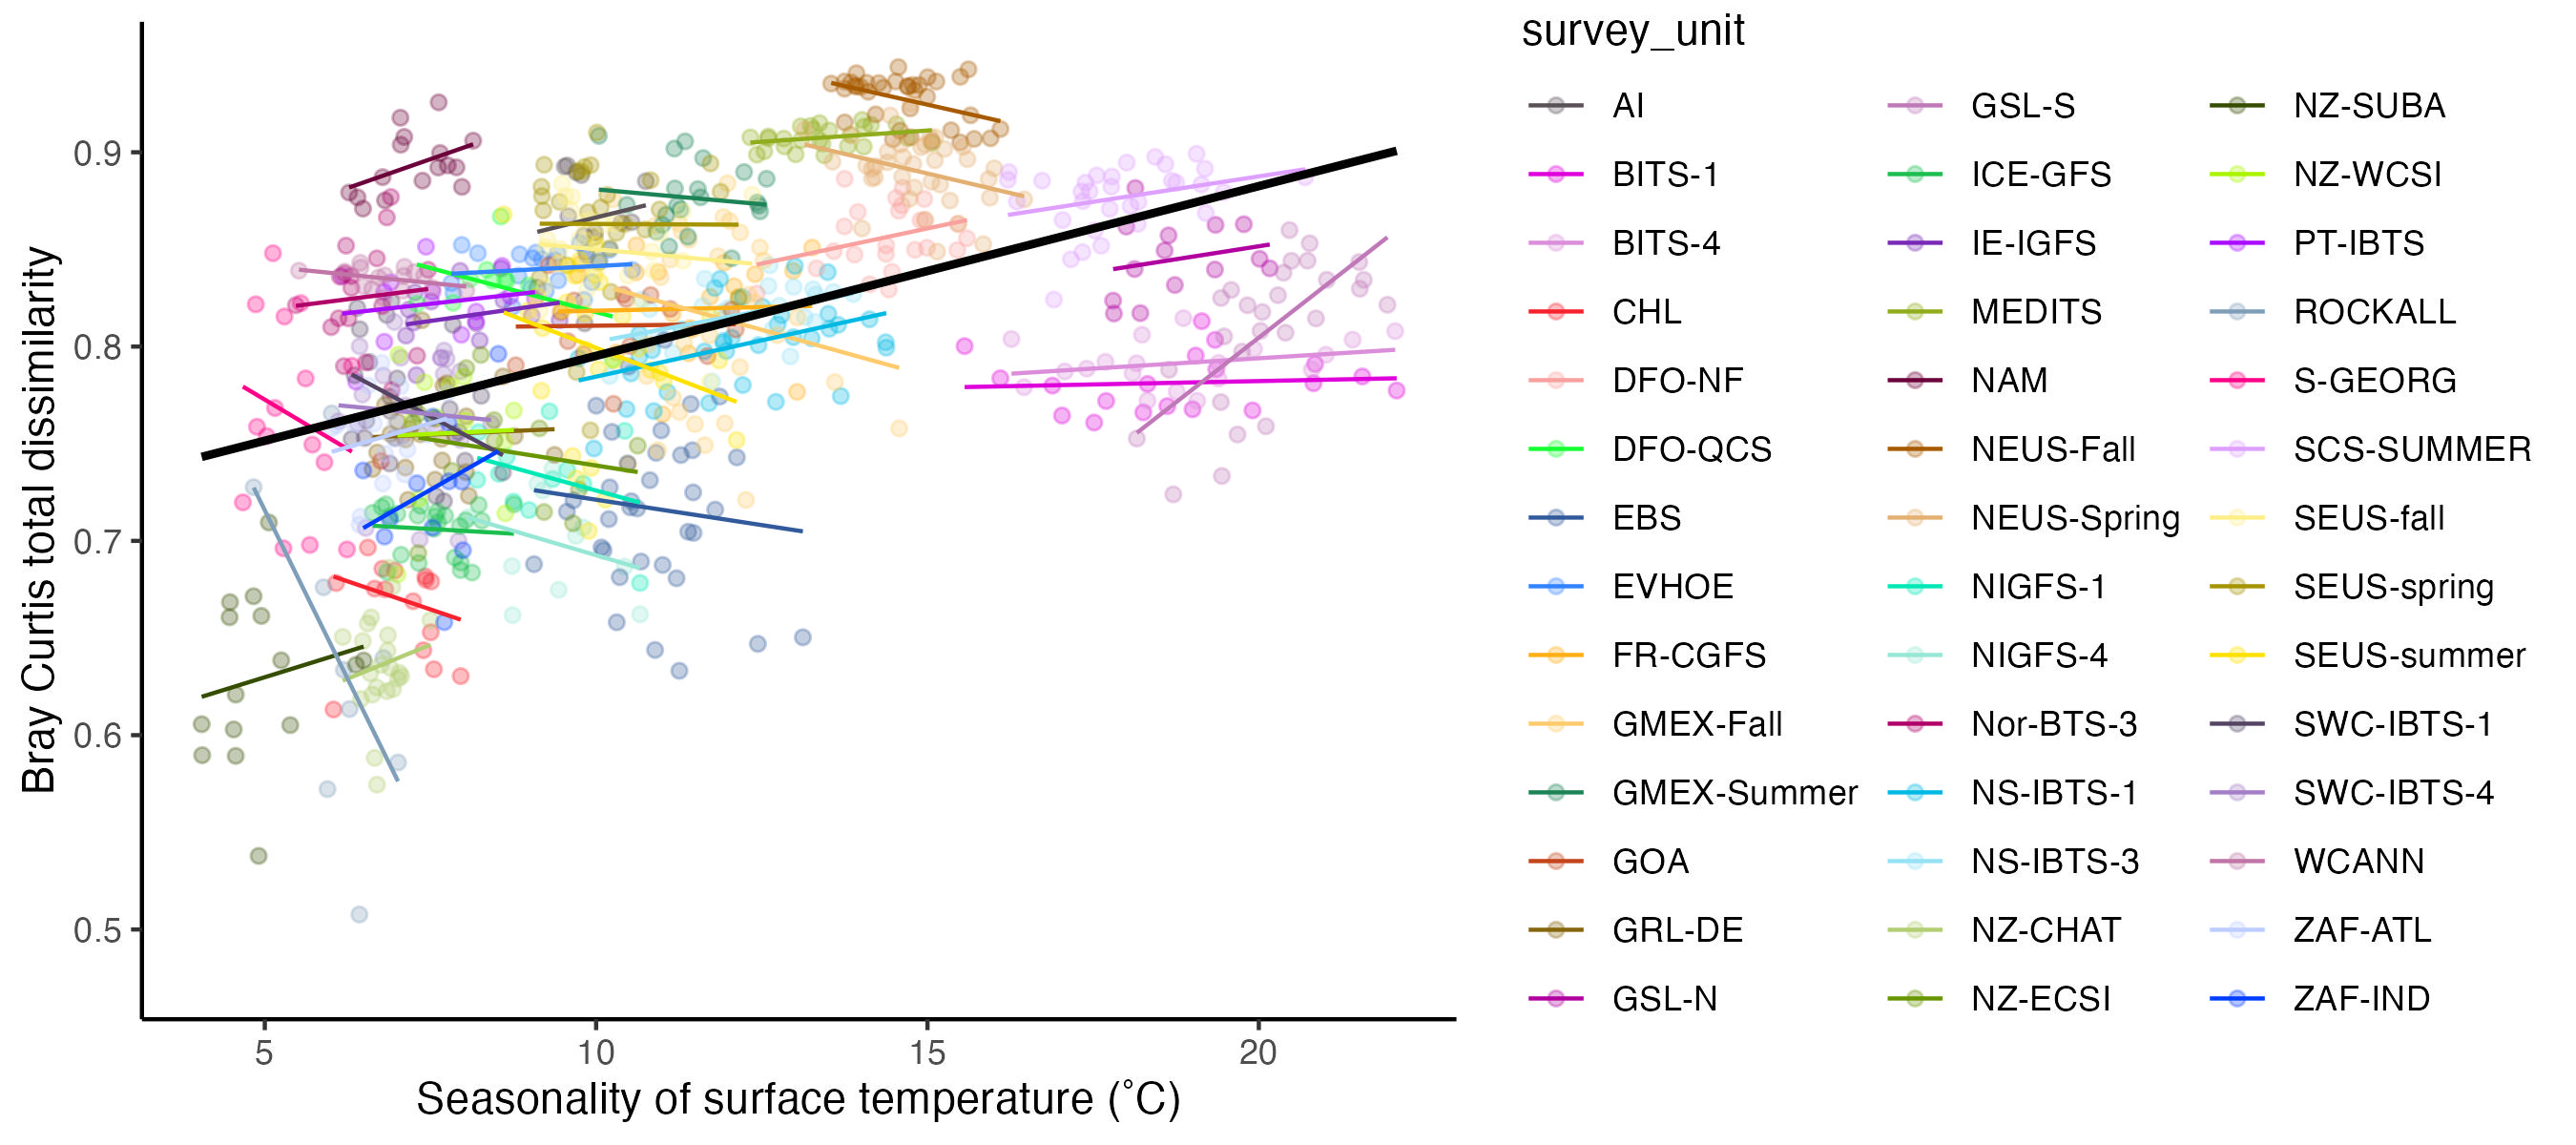 survey_unit
AI
BITS-1
BITS-4
CHL
DFO-NF
DFO-QCS
EBS
EVHOE
FR-CGFS
GMEX-Fall
GMEX-Summer
GOA
GRL-DE
GSL-N
GSL-S
ICE-GFS
IE-IGFS
MEDITS
NAM
NEUS-Fall
NEUS-Spring
NIGFS-1
NIGFS-4
Nor-BTS-3
NS-IBTS-1
NS-IBTS-3
NZ-CHAT
NZ-ECSI
NZ-SUBA
NZ-WCSI
PT-IBTS
ROCKALL
S-GEORG
SCS-SUMMER
SEUS-fall
SEUS-spring
SEUS-summer
SWC-IBTS-1
SWC-IBTS-4
WCANN
ZAF-ATL
ZAF-IND
Bray Curtis total dissimilarity
0.9
0.8
0.7
0.6
0.5
5 10 15 20
Seasonality of surface temperature (˚C)